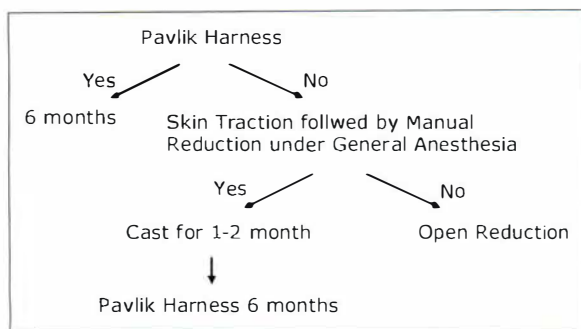 Pavlik Harness
Yes
No
6 months
Skin Traction follwed by Manual
Reduction under General Anesthesia
Yes
No
Cast for 1-2 month
Open Reduction
Pavlik Harness 6 months